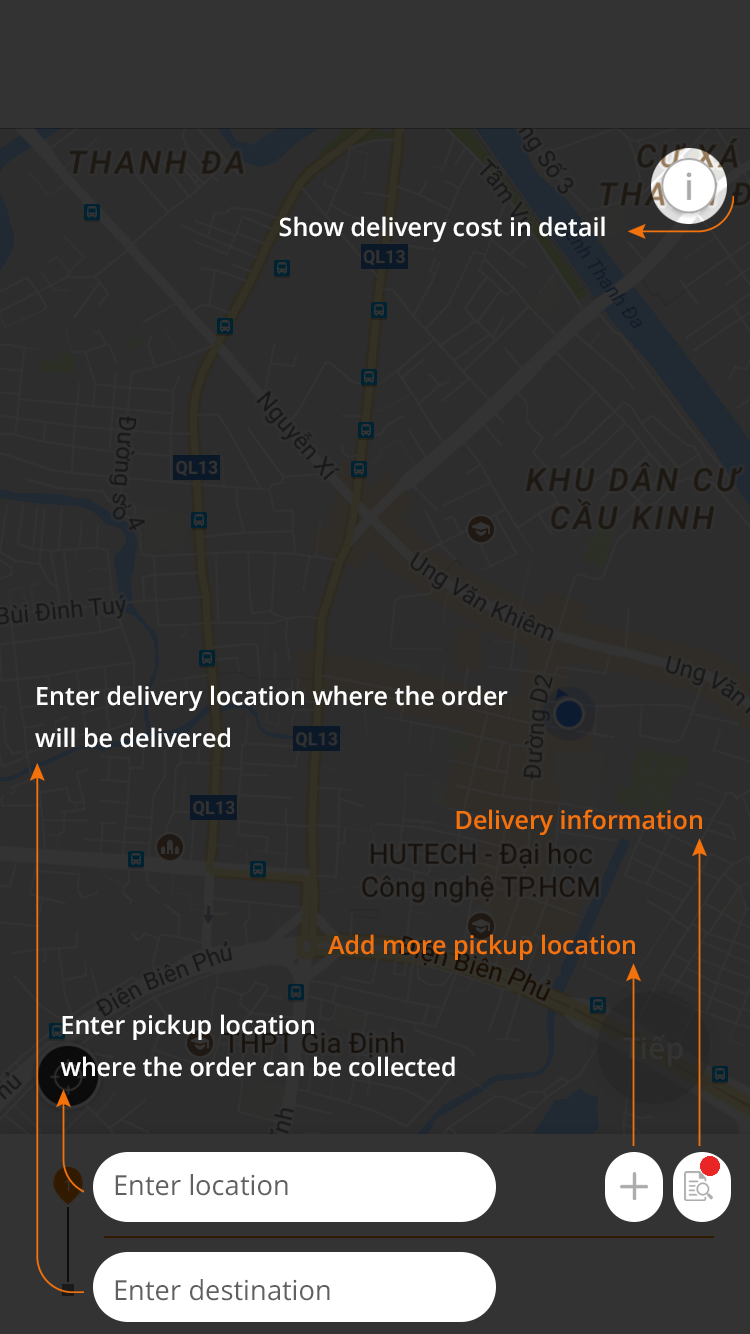 THANH ĐA
CƯ XÁ
Show delivery cost in detail
QL13
Nguyễn Xí
QL13
Đường số
KHU DÂN CƯ
CẦU KINH
Ung Văn Khiêm
Bùi Đình Tuý
Ung Văn
Enter delivery location where the order
will be delivered
Đường D2
QL13
QL13
Delivery information
HUTECH - Đại học
Công nghệ TP.HCM
Add more pickup location
Điện Biên Phủ
Điện Biên Phủ
Enter pickup location
THPT Gia Định
Tiếp
where the order can be collected
Enter location
Enter destination